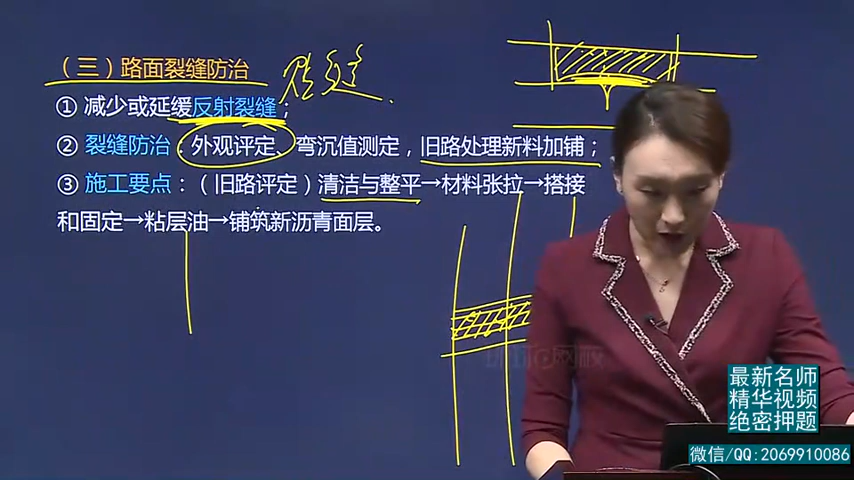 （三）路面裂缝防治
① 减少或延缓反射裂缝；
② 裂缝防治：外观评定、弯沉值测定，旧路处理新料加铺；
③ 施工要点：（旧路评定）清洁与整平→材料张拉→搭接
和固定→粘层油→铺筑新沥青面层。
最新名师
精华视频
绝密押题
微信/QQ:2069910086